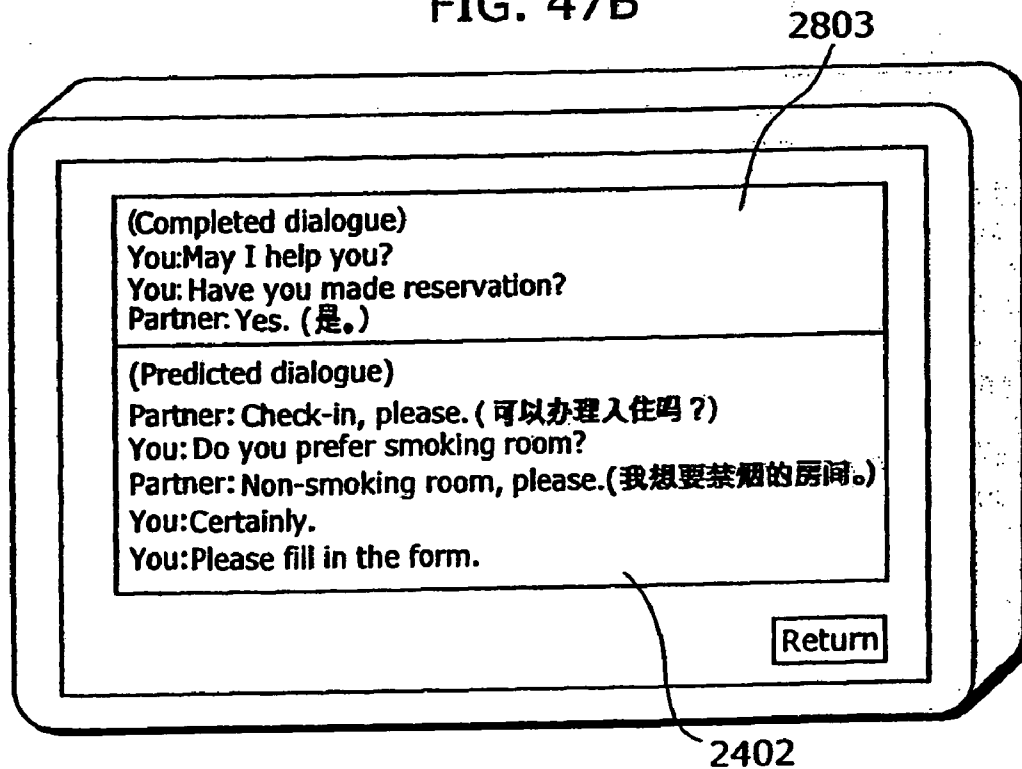 FIG. 47B
2803
(Completed dialogue)
You:May I help you?
You: Have you made reservation?
Partner: Yes. (是。)
(Predicted dialogue)
Partner: Check-in, please. (可以办理入住吗？)
You: Do you prefer smoking room?
Partner: Non-smoking room, please.(我想要禁烟的房间。)
You:Certainly.
You:Please fill in the form.
Return
2402